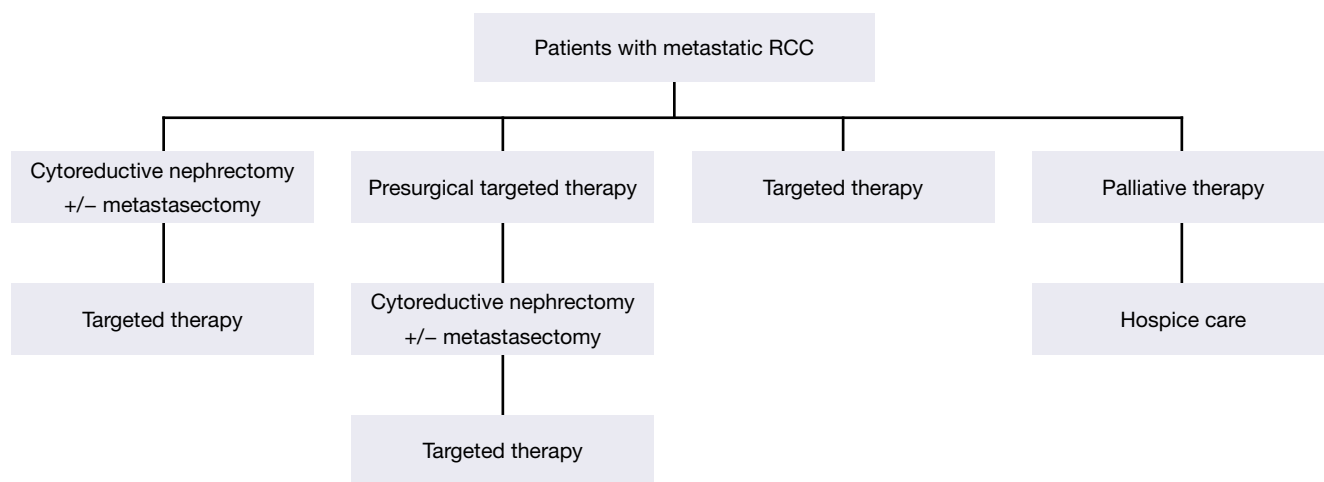 Patients with metastatic RCC
Cytoreductive nephrectomy
+/− metastasectomy
Presurgical targeted therapy
Targeted therapy
Palliative therapy
Targeted therapy
Cytoreductive nephrectomy
+/− metastasectomy
Hospice care
Targeted therapy